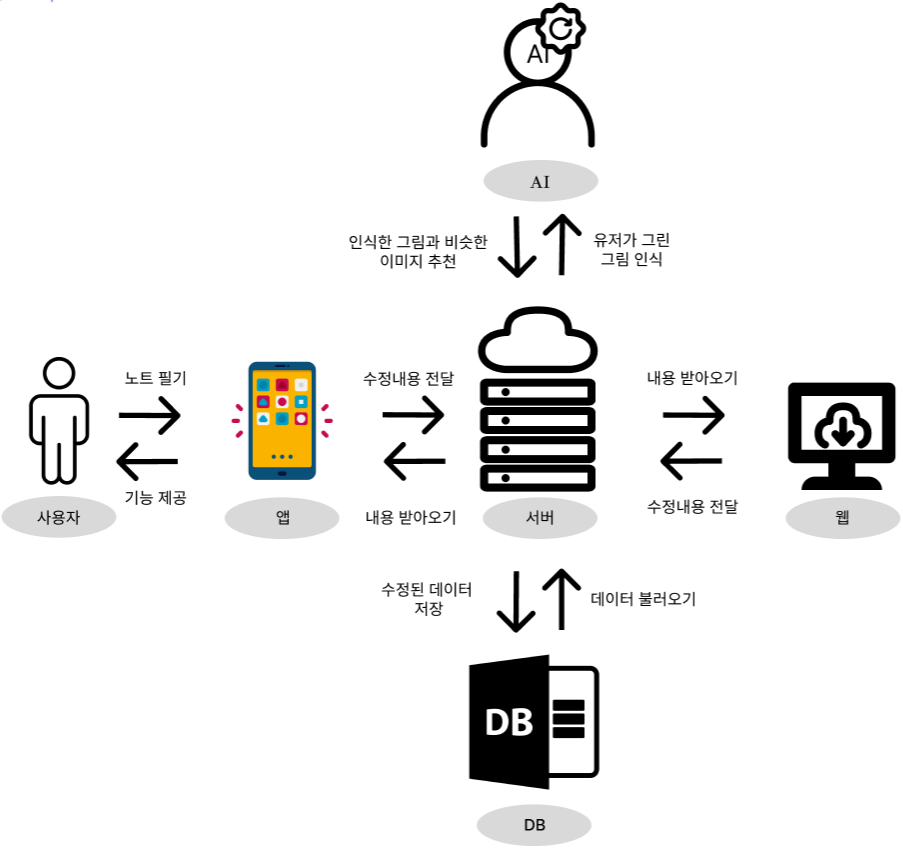 AI
AI
인식한 그림과 비슷한
이미지 추천
유저가 그린
그림 인식
노트 필기
기능 제공
사용자
앱
수정내용 전달
내용 받아오기
서버
내용 받아오기
수정내용 전달
웹
수정된 데이터
저장
데이터 불러오기
DB
DB